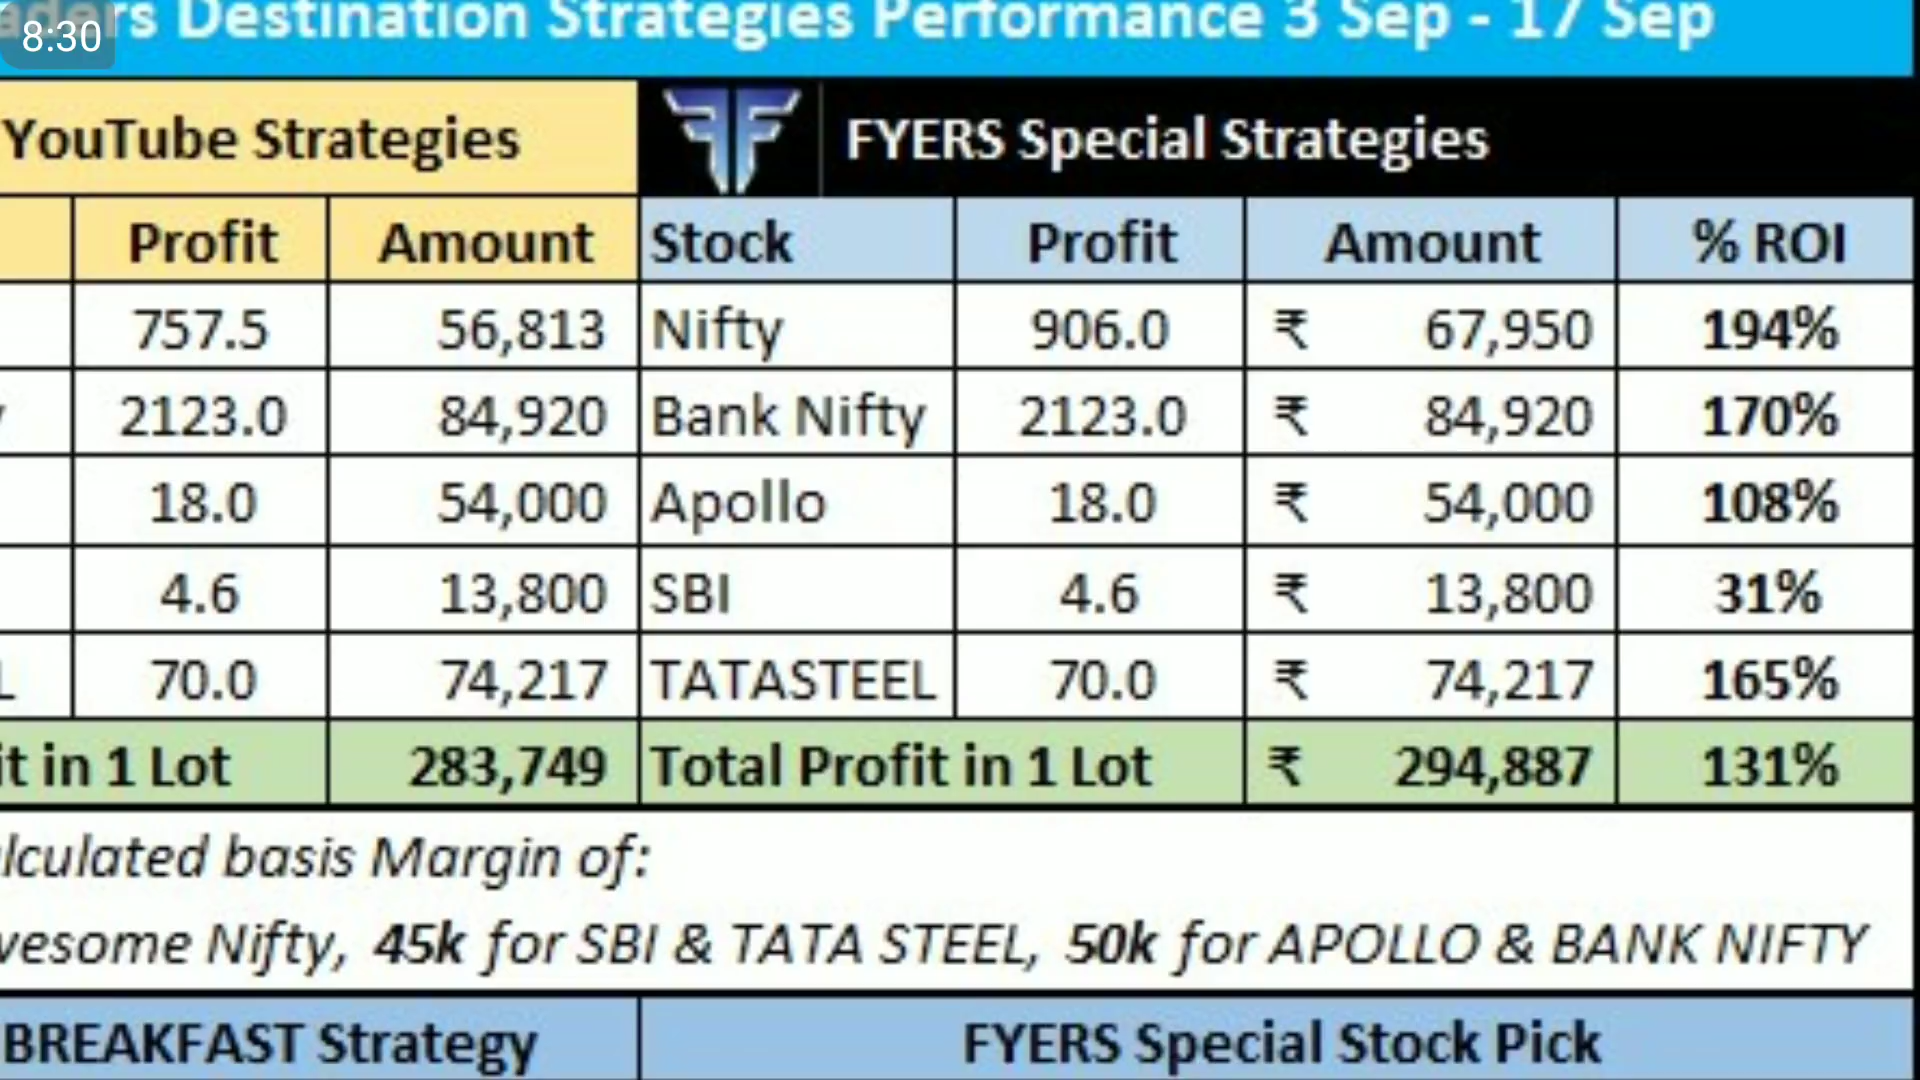 8:30
Destination Strategies Performance 3 Sep - 17 Sep
YouTube Strategies
FYERS Special Strategies
Profit Amount Stock Profit Amount % ROI
757.5 56,813 Nifty 906.0 ₹ 67,950 194%
2123.0 84,920 Bank Nifty 2123.0 ₹ 84,920 170%
18.0 54,000 Apollo 18.0 ₹ 54,000 108%
4.6 13,800 SBI 4.6 ₹ 13,800 31%
70.0 74,217 TATASTEEL 70.0 ₹ 74,217 165%
in 1 Lot 283,749 Total Profit in 1 Lot ₹ 294,887 131%
basis Margin of:
Nifty, 45k for SBI & TATA STEEL, 50k for APOLLO & BANK NIFTY
BREAKFAST Strategy FYERS Special Stock Pick